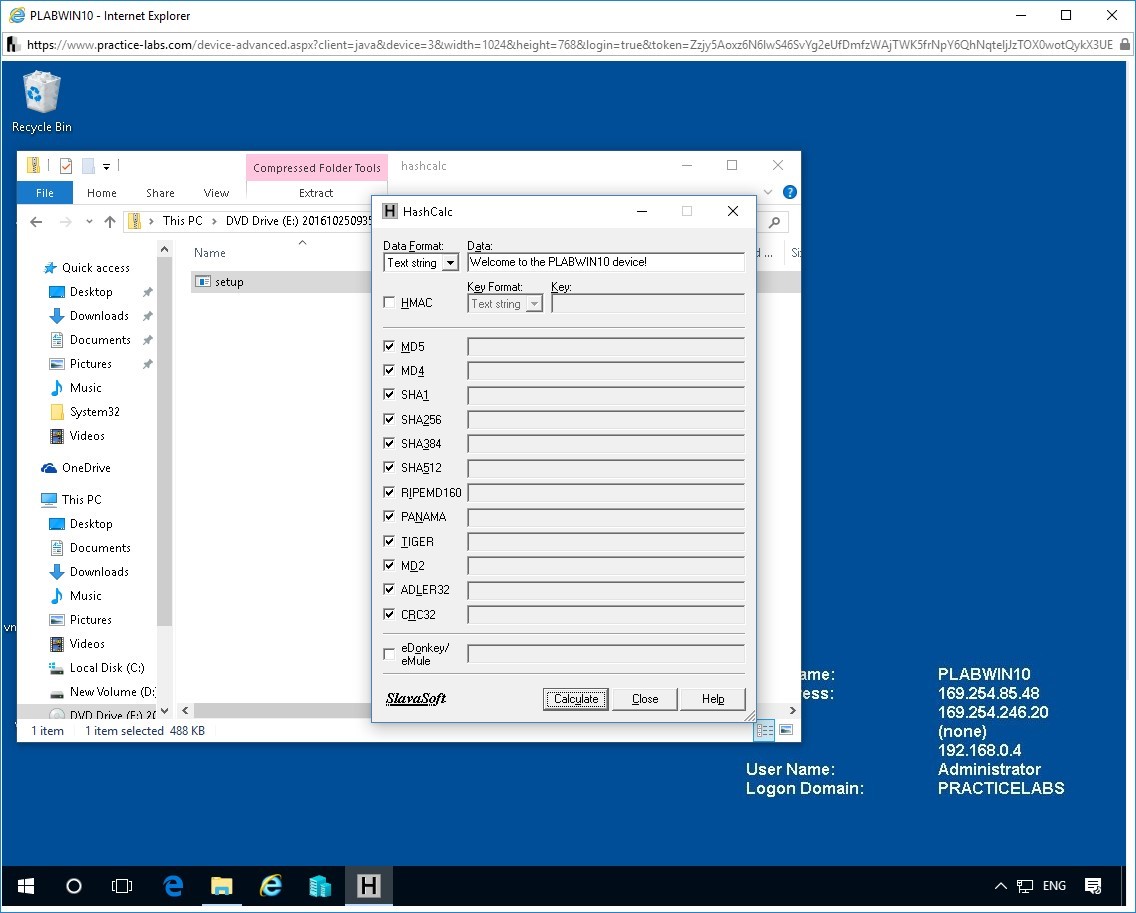 PLABWIN10 - Internet Explorer
https://www.practice-labs.com/device-advanced.aspx?client=java&device=3&width=1024&height=768&login=true&token=Zzjy5Aoxz6N6IwS46SvYg2eUfDmfzWAjTWK5frNpY6QhNqteIjJzTOX0wotQykX3UE
Recycle Bin
Compressed Folder Tools hashcalc
File Home Share View Extract
This PC DVD Drive (E:) 20161025093
Name
Quick access
Desktop
Downloads
Documents
Pictures
Music
System32
Videos
OneDrive
This PC
Desktop
Documents
Downloads
Music
Pictures
Videos
Local Disk (C:)
New Volume (D:
DVD Drive (E:) 20
setup
1 item 1 item selected 488 KB
HashCalc
Data Format: Data:
Text string Welcome to the PLABWIN10 device!
Key Format: Key:
HMAC Text string
MD5
MD4
SHA1
SHA256
SHA384
SHA512
RIPEMD160
PANAMA
TIGER
MD2
ADLER32
CRC32
eDonkey/
eMule
SlavaSoft Calculate Close Help
ame: PLABWIN10
ress: 169.254.85.48
169.254.246.20
(none)
192.168.0.4
User Name: Administrator
Logon Domain: PRACTICELABS
vn
ENG